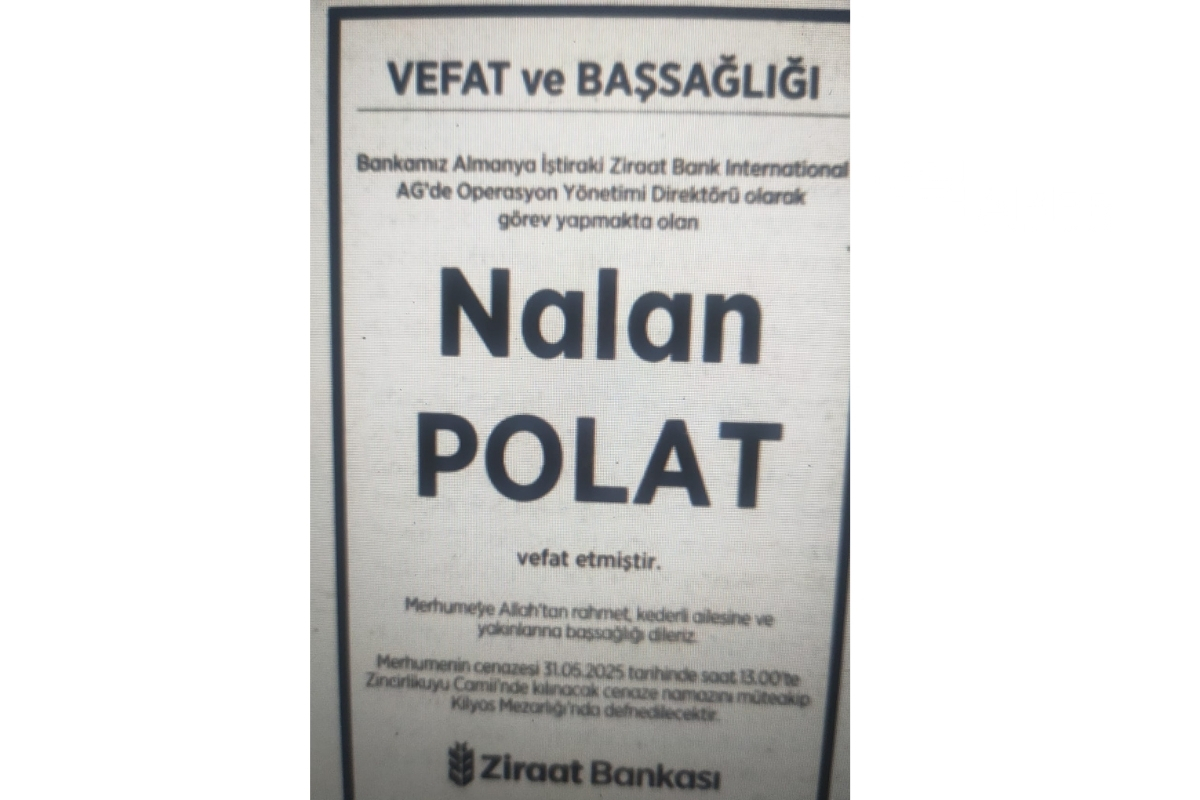 VEFAT ve BAŞSAĞLIĞI
Bankamız Almanya İştiraki Ziraat Bank International
AG'de Operasyon Yönetimi Direktörü olarak
görev yapmakta olan
Nalan
POLAT
vefat etmiştir.
Merhumeye Allah'tan rahmet, kederli ailesine ve
yakınlarına başsağlığı dileriz.
Merhumenin cenazesi 31.05.2025 tarihinde saat 13.00'te
Zincirlikuyu Camii'nde kılınacak cenaze namazını müteakip
Kilyos Mezarlığı'nda defnedilecektir.
Ziraat Bankası